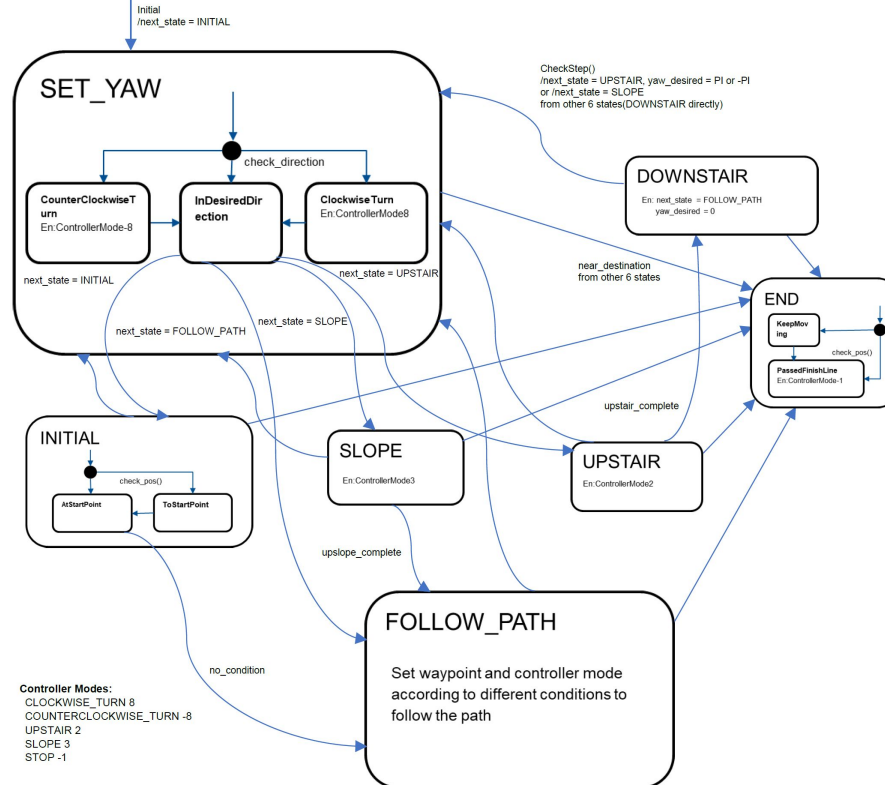 Initial
/next_state = INITIAL
SET_YAW
check_direction
CounterClockwiseT
urn
En:ControllerMode-8
InDesiredDir
ection
ClockwiseTurn
En:ControllerMode8
next_state = INITIAL
next_state = UPSTAIR
next_state = FOLLOW_PATH
next_state = SLOPE
CheckStep()
/next_state = UPSTAIR, yaw_desired = PI or -PI
or /next_state = SLOPE
from other 6 states(DOWNSTAIR directly)
DOWNSTAIR
En: next_state = FOLLOW_PATH
yaw_desired = 0
near_destination
from other 6 states
END
KeepMov
ing
check_pos()
PassedFinishLine
En:ControllerMode-1
INITIAL
check_pos()
AtStartPoint
ToStartPoint
SLOPE
En:ControllerMode3
upstair_complete
UPSTAIR
En:ControllerMode2
upslope_complete
FOLLOW_PATH
Set waypoint and controller mode
according to different conditions to
follow the path
no_condition
Controller Modes:
CLOCKWISE_TURN 8
COUNTERCLOCKWISE_TURN -8
UPSTAIR 2
SLOPE 3
STOP -1